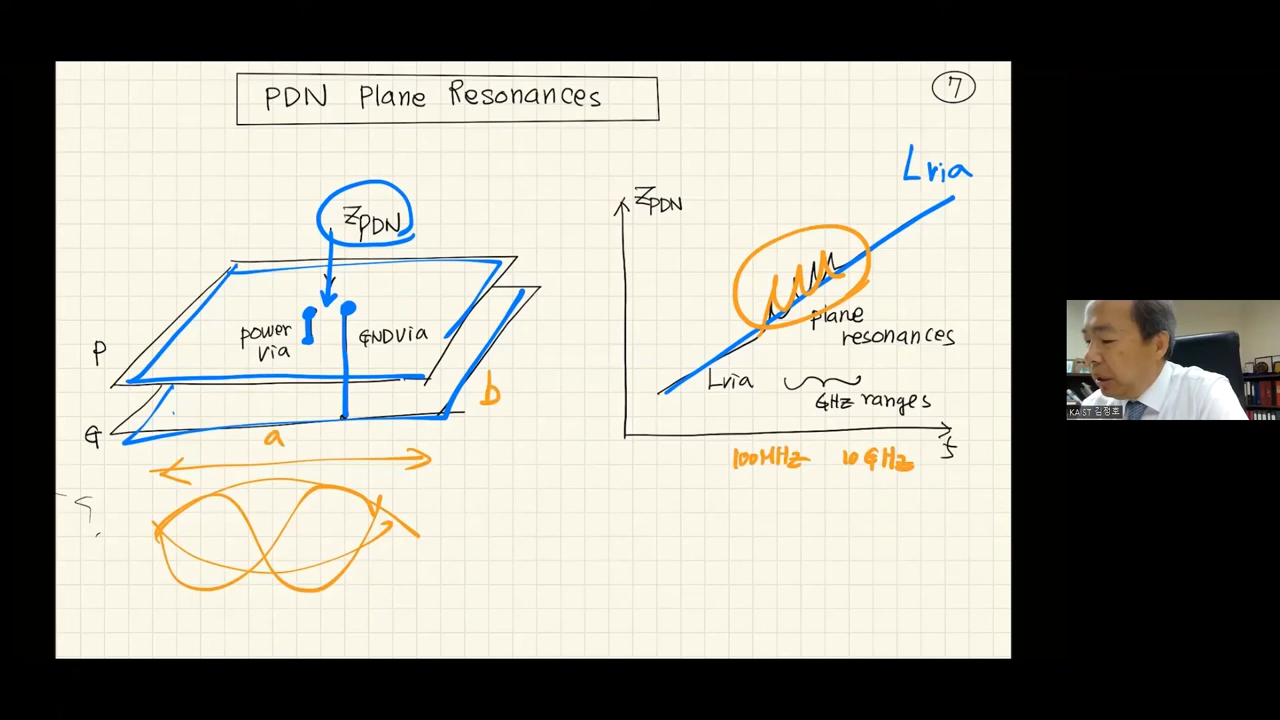 PDN Plane Resonances
7
Lvia
ZPDN
ZPDN
power
via
GNDvia
P
G
a
b
plane
resonances
Lvia
GHz ranges
f
100MHz 10GHz
KAIST 김정호